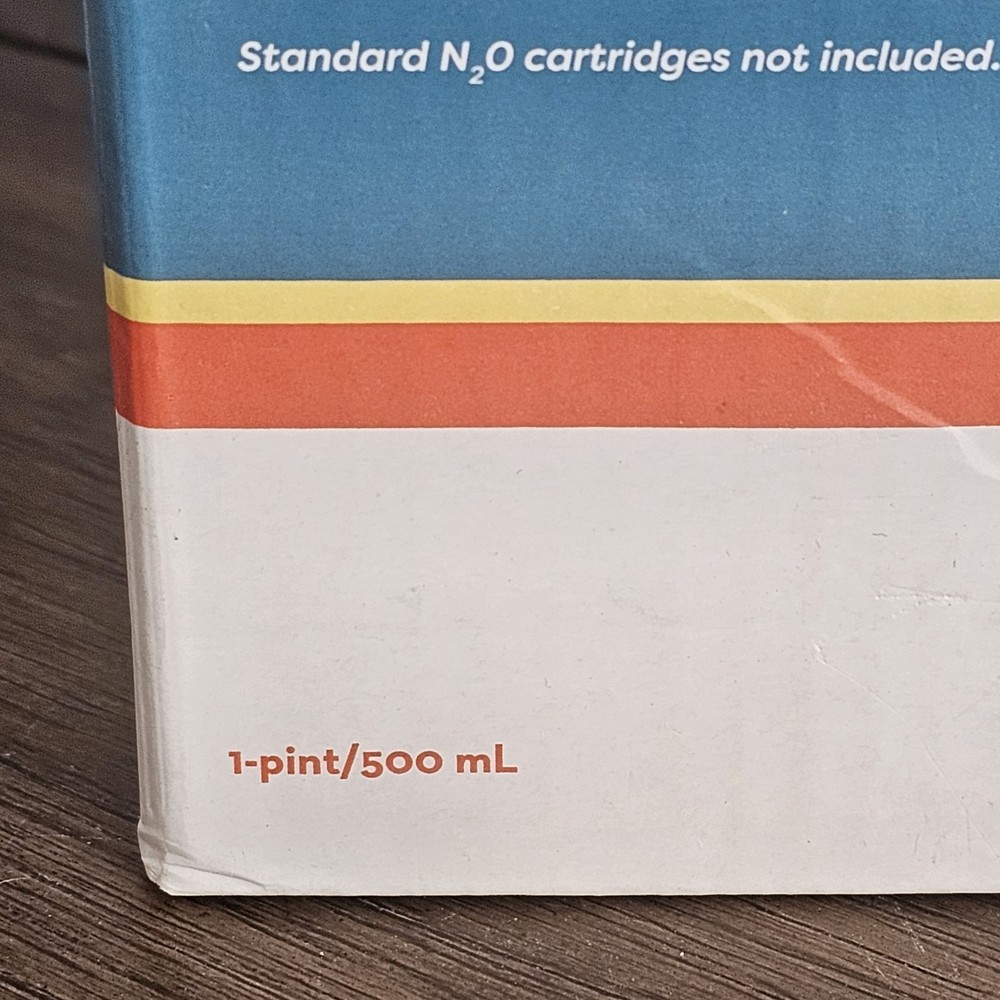 Standard N₂O cartridges not included.
1-pint/500 mL